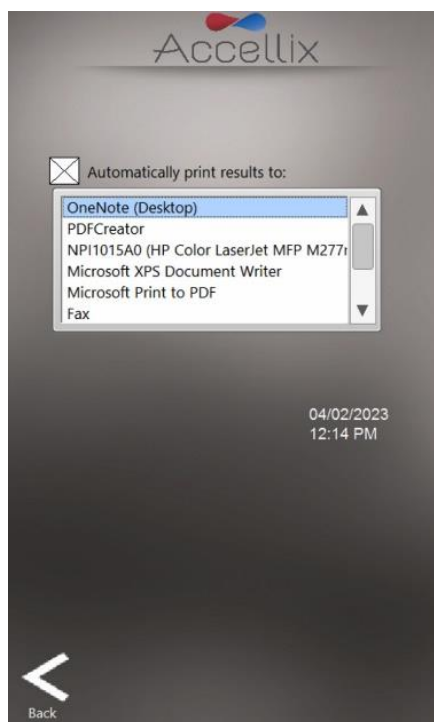 Accellix
Automatically print results to:
OneNote (Desktop)
PDFCreator
NPI1015A0 (HP Color LaserJet MFP M277
Microsoft XPS Document Writer
Microsoft Print to PDF
Fax
04/02/2023
12:14 PM
Back